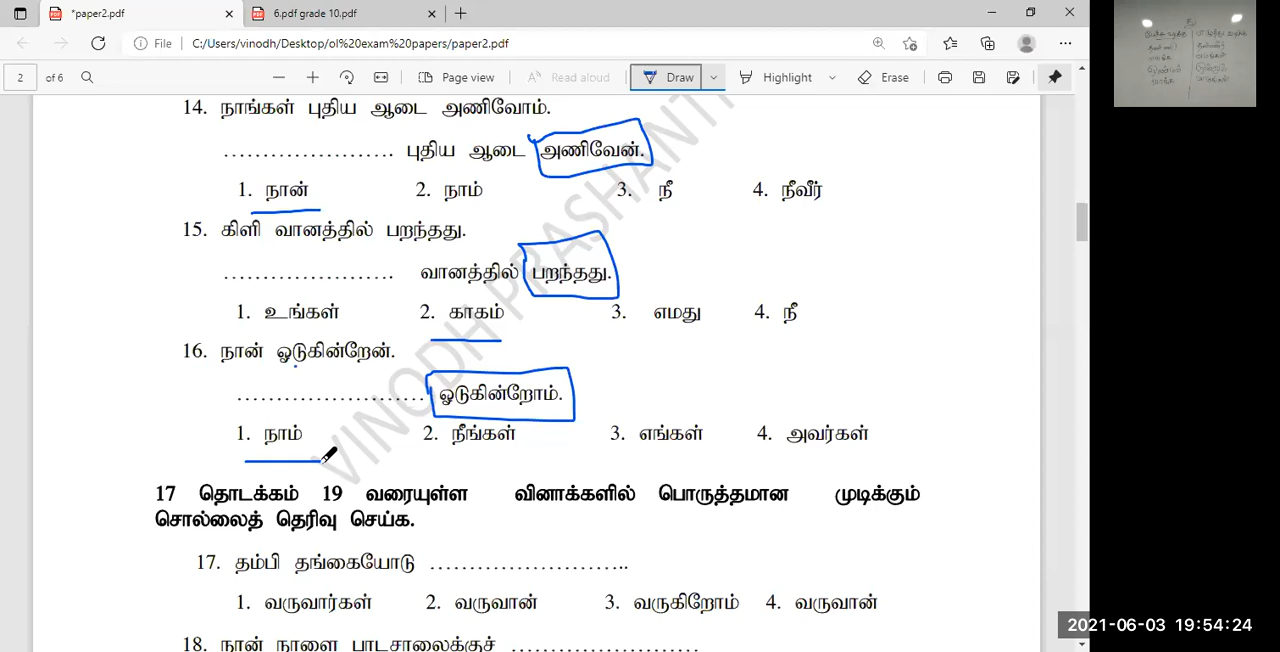 *paper2.pdf
6.pdf grade 10.pdf
File C:/Users/vinodh/Desktop/ol%20exam%20papers/paper2.pdf
2 of 6 Page view Read aloud Draw Highlight Erase
14. நாங்கள் புதிய ஆடை அணிவோம்.
..................... புதிய ஆடை அணிவேன்.
1. நான் 2. நாம் 3. நீ 4. நீவீர்
15. கிளி வானத்தில் பறந்தது.
..................... வானத்தில் பறந்தது.
1. உங்கள் 2. காகம் 3. எமது 4. நீ
16. நான் ஓடுகின்றேன்.
........................ ஓடுகின்றோம்.
1. நாம் 2. நீங்கள் 3. எங்கள் 4. அவர்கள்
17 தொடக்கம் 19 வரையுள்ள வினாக்களில் பொருத்தமான முடிக்கும்
சொல்லைத் தெரிவு செய்க.
17. தம்பி தங்கையோடு .........................
1. வருவார்கள் 2. வருவான் 3. வருகிறோம் 4. வருவான்
18. நான் நாளை பாடசாலைக்குச் ........................
VINODH PRASHANT
2021-06-03 19:54:24